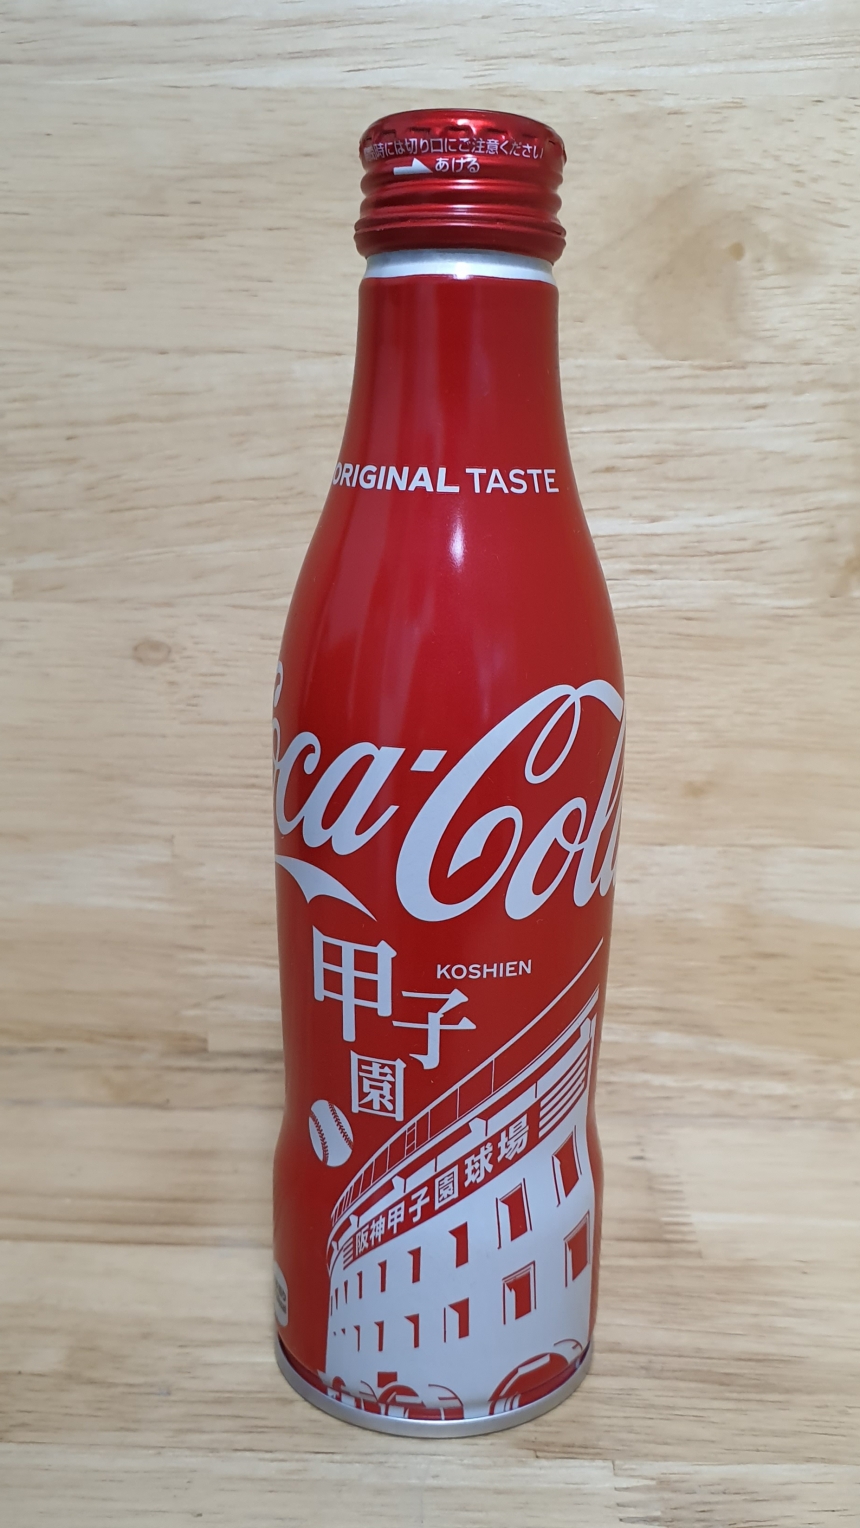 時には切り口にご注意ください
あける
ORIGINAL TASTE
Coca-Cola
甲子園
KOSHIEN
阪神甲子園球場